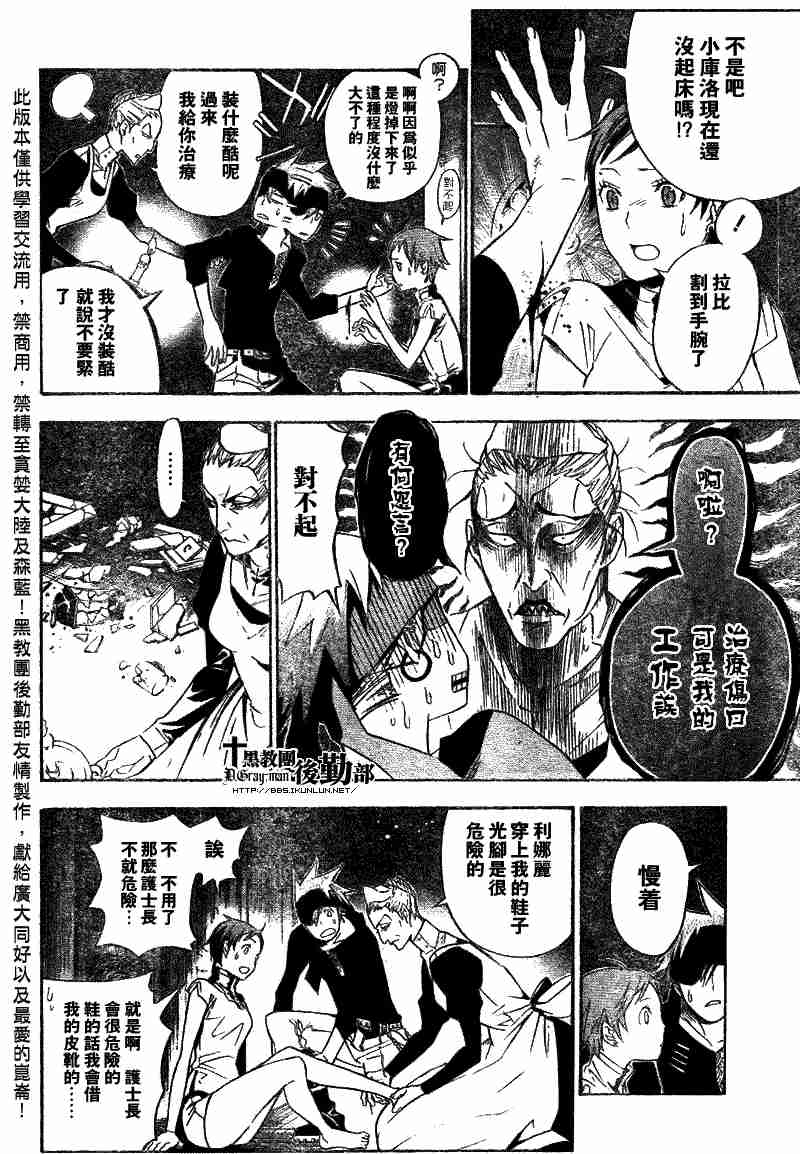 不是吧
小庫洛現在還
沒起床嗎!?
!
拉比
割到手腕了
啊?
啊啊因爲似乎
是燈掉下來了
這種程度沒什麼
大不了的
對不起
裝什麼酷呢
過來
我給你治療
我才沒裝酷
就說不要緊
了
啊啦?
治療傷口
可是我的
工作誒
有何怨言?
對不起
……
慢着
利娜麗
穿上我的鞋子
光腳是很
危險的
誒
不 不用了
那麼護士長
不就危險…
就是啊 護士長
會很危險的
鞋的話我會借
我的皮靴的……
黑教團
D.Gray-man 後勤部
HTTP://BBS.IKUNLUN.NET/
此版本僅供學習交流用，禁商用，禁轉至貪婪大陸及森藍！黑教團後勤部友情製作，獻給廣大同好以及最愛的崑崙！